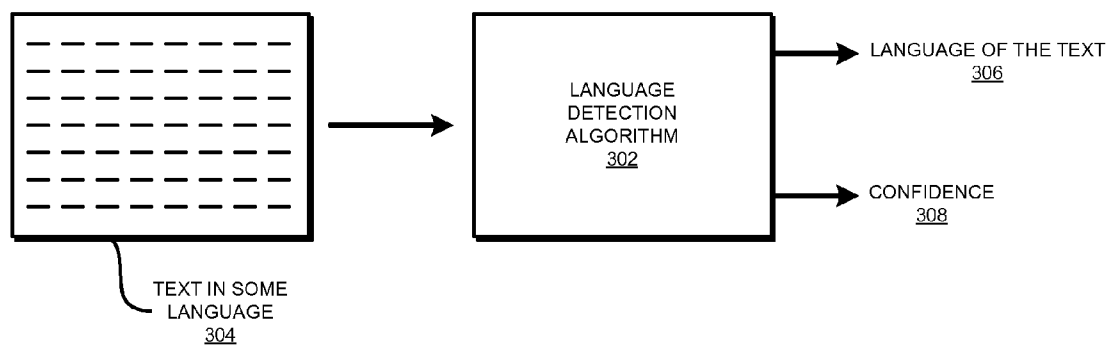 LANGUAGE
DETECTION
ALGORITHM
302
LANGUAGE OF THE TEXT
306
CONFIDENCE
308
TEXT IN SOME
LANGUAGE
304